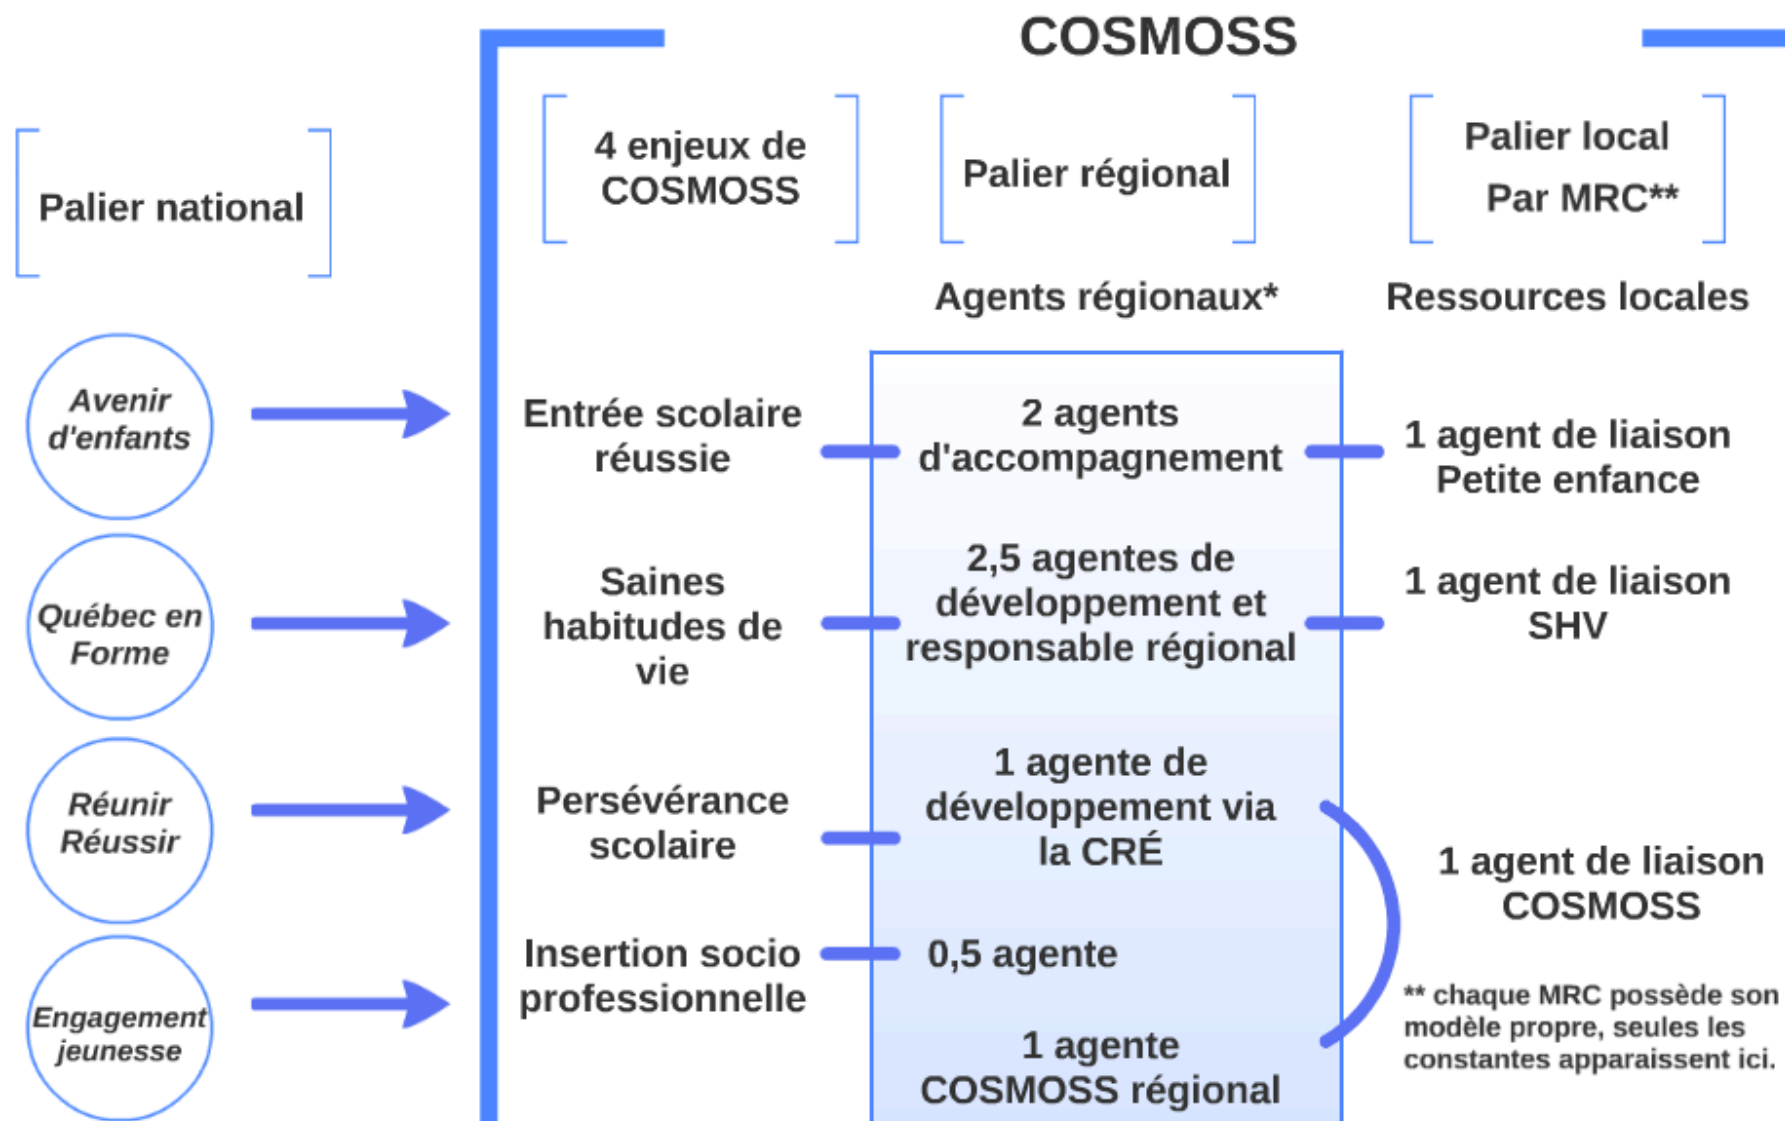 COSMOSS
Palier national
4 enjeux de
COSMOSS
Palier régional
Palier local
Par MRC**
Agents régionaux*
Ressources locales
Avenir
d'enfants
Entrée scolaire
réussie
2 agents
d'accompagnement
1 agent de liaison
Petite enfance
Québec en
Forme
Saines
habitudes de
vie
2,5 agentes de
développement et
responsable régional
1 agent de liaison
SHV
Réunir
Réussir
Persévérance
scolaire
1 agente de
développement via
la CRÉ
1 agent de liaison
COSMOSS
Engagement
jeunesse
Insertion socio
professionnelle
0,5 agente
1 agente
COSMOSS régional
** chaque MRC possède son
modèle propre, seules les
constantes apparaissent ici.